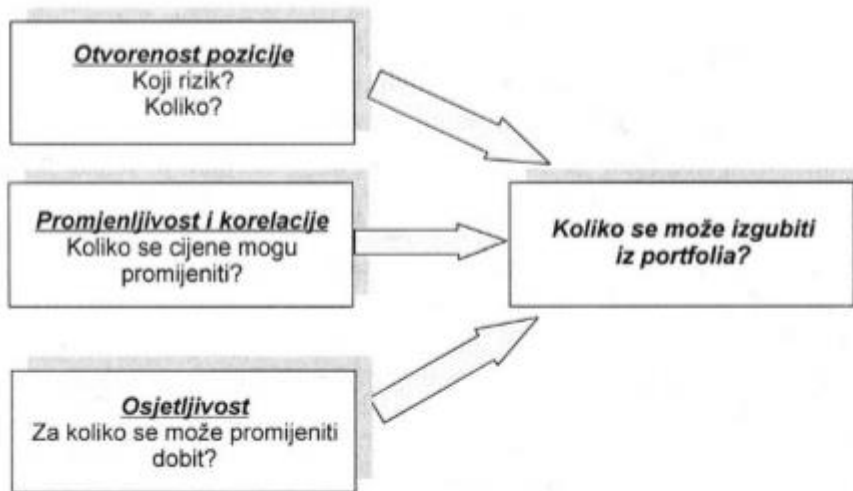 Otvorenost pozicije
Koji rizik?
Koliko?
Promjenljivost i korelacije
Koliko se cijene mogu
promijeniti?
Osjetljivost
Za koliko se može promijeniti
dobit?
Koliko se može izgubiti
iz portfolia?